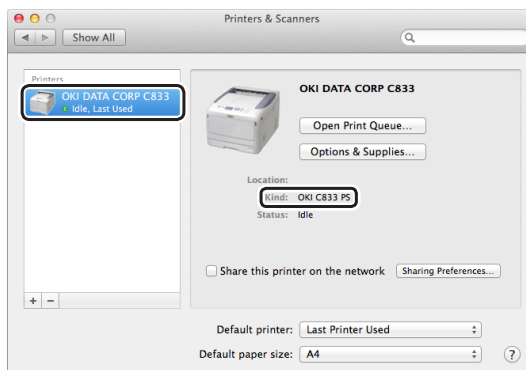 Printers & Scanners
Show All
Printers
OKI DATA CORP C833
Idle, Last Used
OKI DATA CORP C833
Open Print Queue...
Options & Supplies...
Location:
Kind: OKI C833 PS
Status: Idle
Share this printer on the network Sharing Preferences...
+ −
Default printer: Last Printer Used
Default paper size: A4 ?